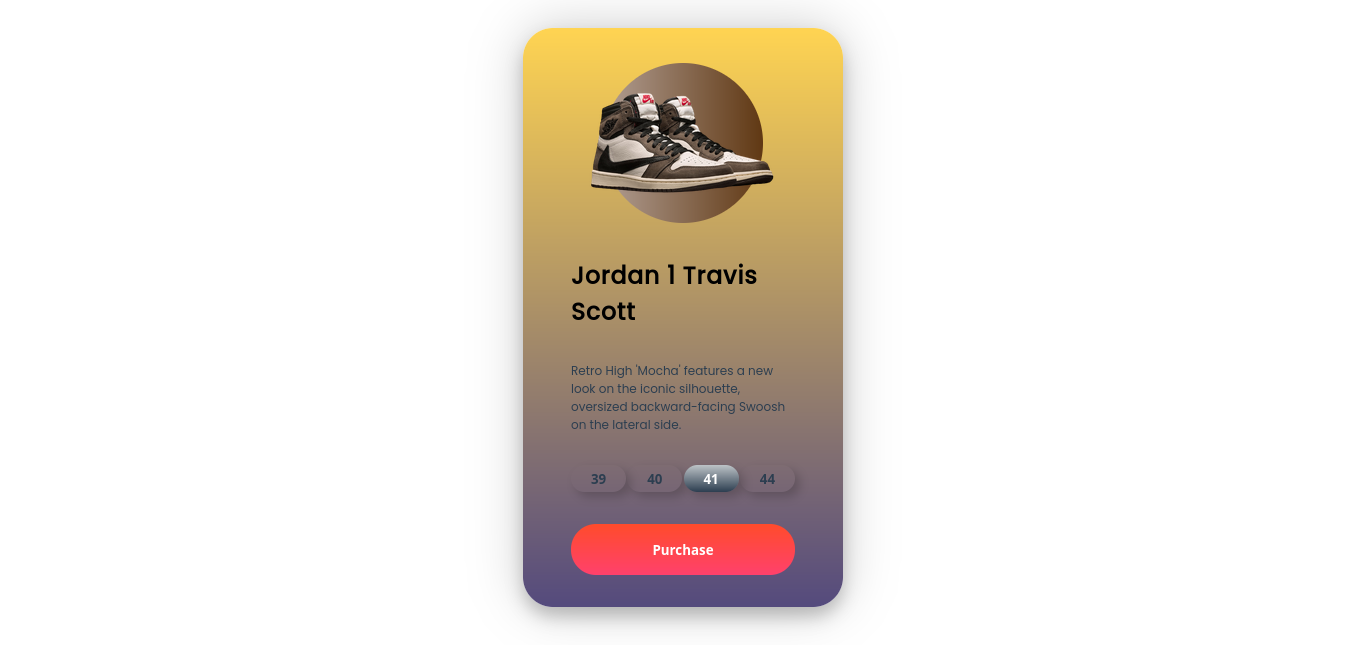 Jordan 1 Travis
Scott
Retro High 'Mocha' features a new
look on the iconic silhouette,
oversized backward-facing Swoosh
on the lateral side.
39 40 41 44
Purchase